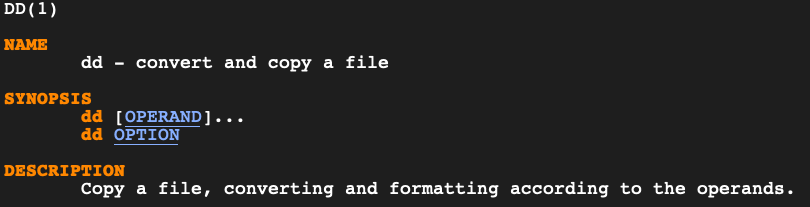 DD(1)
NAME
dd - convert and copy a file
SYNOPSIS
dd [OPERAND]...
dd OPTION
DESCRIPTION
Copy a file, converting and formatting according to the operands.